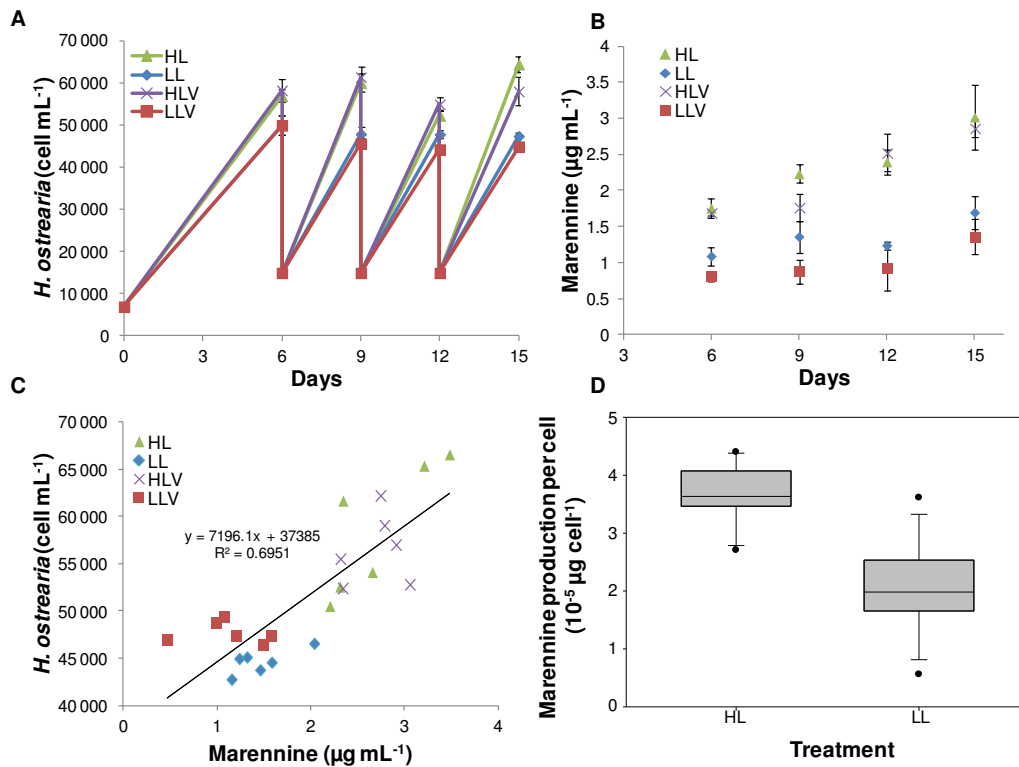 A
H. ostrearia (cell mL⁻¹)
70 000
60 000
50 000
40 000
30 000
20 000
10 000
0
HL
LL
HLV
LLV
0
3
6
9
12
15
Days
B
Marennine (µg mL⁻¹)
4
3.5
3
2.5
2
1.5
1
0.5
0
HL
LL
HLV
LLV
3
6
9
12
15
Days
C
H. ostrearia (cell mL⁻¹)
70 000
65 000
60 000
55 000
50 000
45 000
40 000
HL
LL
HLV
LLV
y = 7196.1x + 37385
R² = 0.6951
0
1
2
3
4
Marennine (µg mL⁻¹)
D
Marennine production per cell
(10⁻⁵ µg cell⁻¹)
5
4
3
2
1
0
HL
LL
Treatment